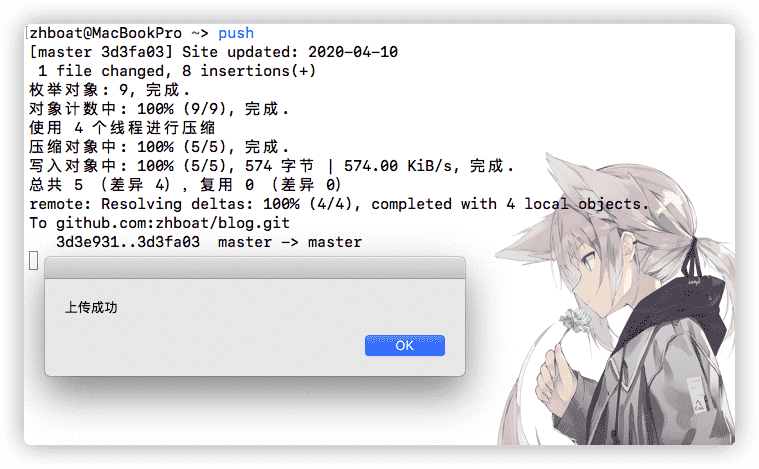 zhboat@MacBookPro ~> push
[master 3d3fa03] Site updated: 2020-04-10
 1 file changed, 8 insertions(+)
枚举对象: 9, 完成.
对象计数中: 100% (9/9), 完成.
使用 4 个线程进行压缩
压缩对象中: 100% (5/5), 完成.
写入对象中: 100% (5/5), 574 字节 | 574.00 KiB/s, 完成.
总共 5 （差异 4）, 复用 0 （差异 0）
remote: Resolving deltas: 100% (4/4), completed with 4 local objects.
To github.com:zhboat/blog.git
   3d3e931..3d3fa03  master -> master
上传成功
OK